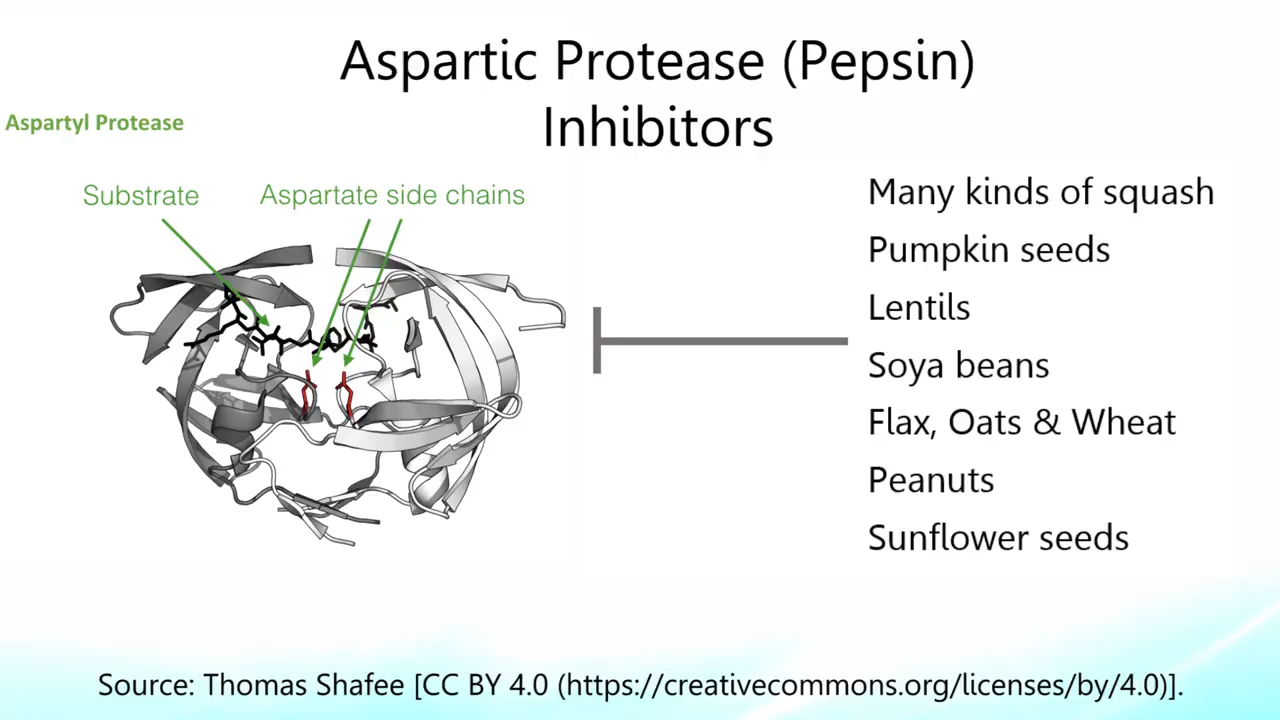 Aspartic Protease (Pepsin)
Inhibitors
Aspartyl Protease
Substrate
Aspartate side chains
Many kinds of squash
Pumpkin seeds
Lentils
Soya beans
Flax, Oats & Wheat
Peanuts
Sunflower seeds
Source: Thomas Shafee [CC BY 4.0 (https://creativecommons.org/licenses/by/4.0)].